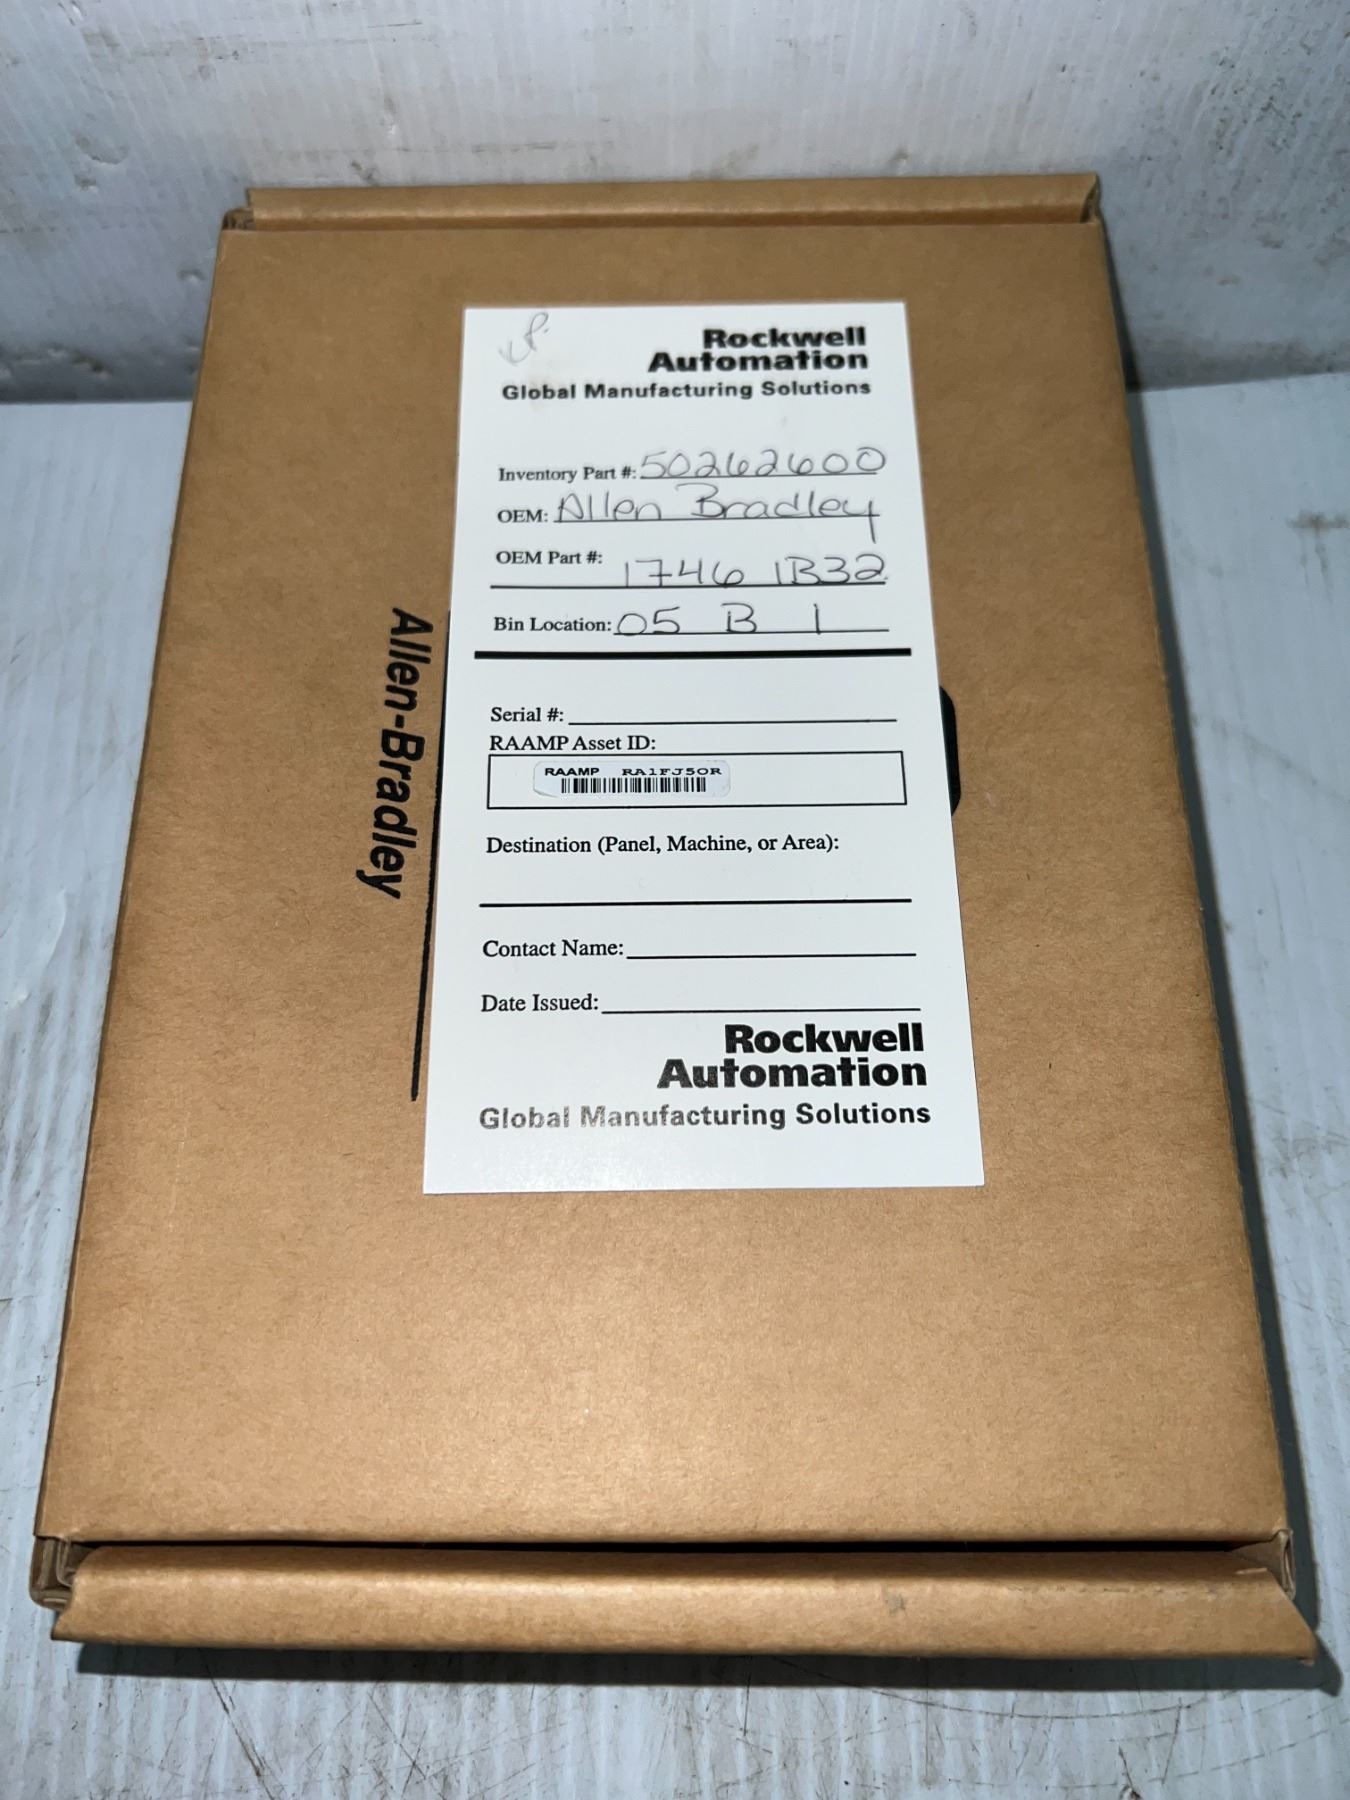 KP.
Rockwell
Automation
Global Manufacturing Solutions
Inventory Part #: 50262600
OEM: Allen Bradley
OEM Part #: 1746 IB32
Bin Location: 05 B 1
Serial #:
RAAMP Asset ID:
RAAMP RA1FJ5OR
Destination (Panel, Machine, or Area):
Contact Name:
Date Issued:
Rockwell
Automation
Global Manufacturing Solutions
Allen-Bradley